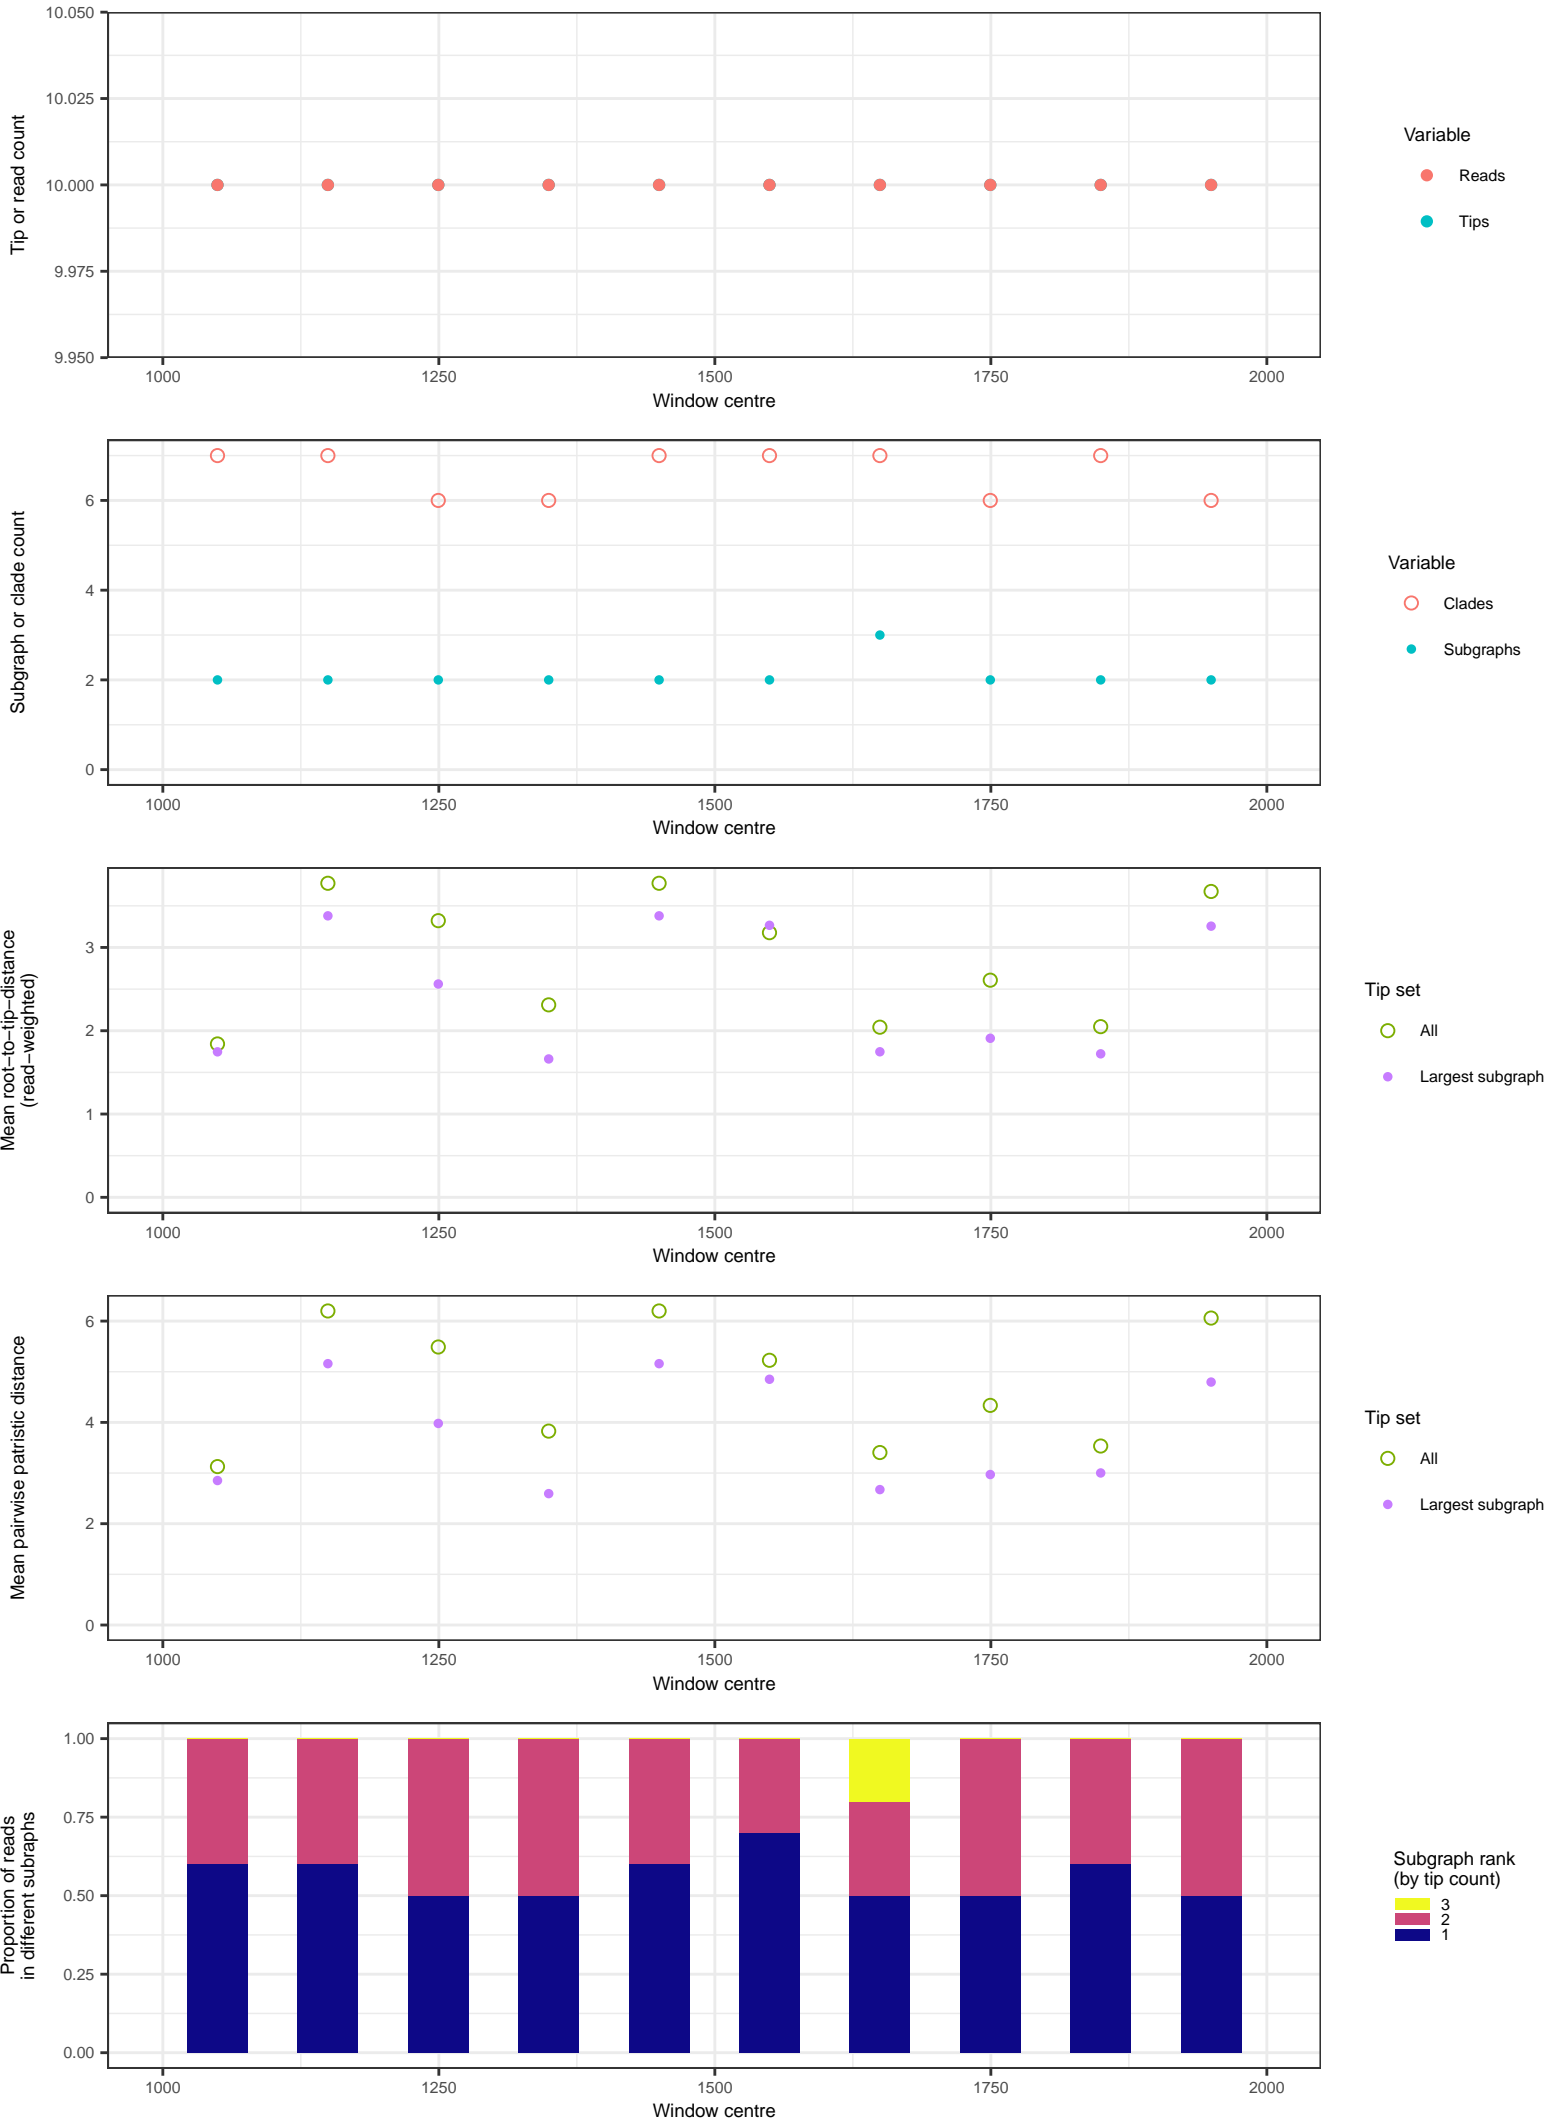 10.050
10.025
10.000
9.975
9.950
Tip or read count
1000 1250 1500 1750 2000
Window centre
Variable
Reads
Tips
6
4
2
0
Subgraph or clade count
1000 1250 1500 1750 2000
Window centre
Variable
Clades
Subgraphs
3
2
1
0
Mean root−to−tip−distance
(read−weighted)
1000 1250 1500 1750 2000
Window centre
Tip set
All
Largest subgraph
6
4
2
0
Mean pairwise patristic distance
1000 1250 1500 1750 2000
Window centre
Tip set
All
Largest subgraph
1.00
0.75
0.50
0.25
0.00
Proportion of reads
in different subraphs
1000 1250 1500 1750 2000
Window centre
Subgraph rank
(by tip count)
3
2
1